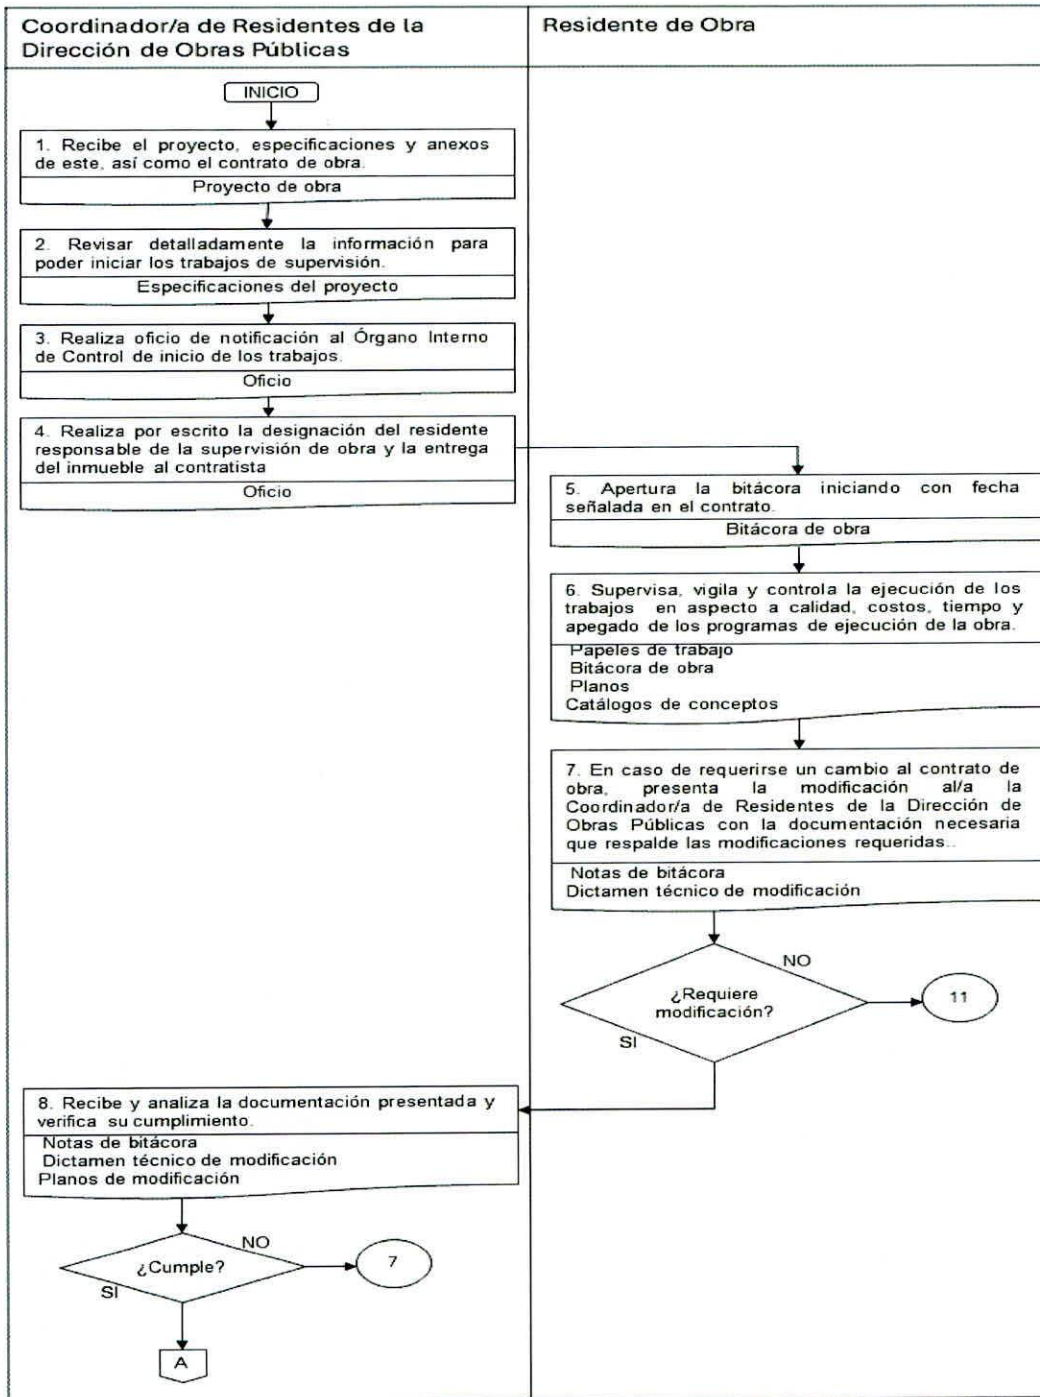 Coordinador/a de Residentes de la
Dirección de Obras Públicas
Residente de Obra
INICIO
1. Recibe el proyecto, especificaciones y anexos
de este, así como el contrato de obra.
Proyecto de obra
2. Revisar detalladamente la información para
poder iniciar los trabajos de supervisión.
Especificaciones del proyecto
3. Realiza oficio de notificación al Órgano Interno
de Control de inicio de los trabajos.
Oficio
4. Realiza por escrito la designación del residente
responsable de la supervisión de obra y la entrega
del inmueble al contratista
Oficio
5. Apertura la bitácora iniciando con fecha
señalada en el contrato.
Bitácora de obra
6. Supervisa, vigila y controla la ejecución de los
trabajos en aspecto a calidad, costos, tiempo y
apegado de los programas de ejecución de la obra.
Papeles de trabajo
Bitácora de obra
Planos
Catálogos de conceptos
7. En caso de requerirse un cambio al contrato de
obra, presenta la modificación al/a la
Coordinador/a de Residentes de la Dirección de
Obras Públicas con la documentación necesaria
que respalde las modificaciones requeridas..
Notas de bitácora
Dictamen técnico de modificación
¿Requiere
modificación?
NO
11
SI
8. Recibe y analiza la documentación presentada y
verifica su cumplimiento.
Notas de bitácora
Dictamen técnico de modificación
Planos de modificación
¿Cumple?
NO
7
SI
A